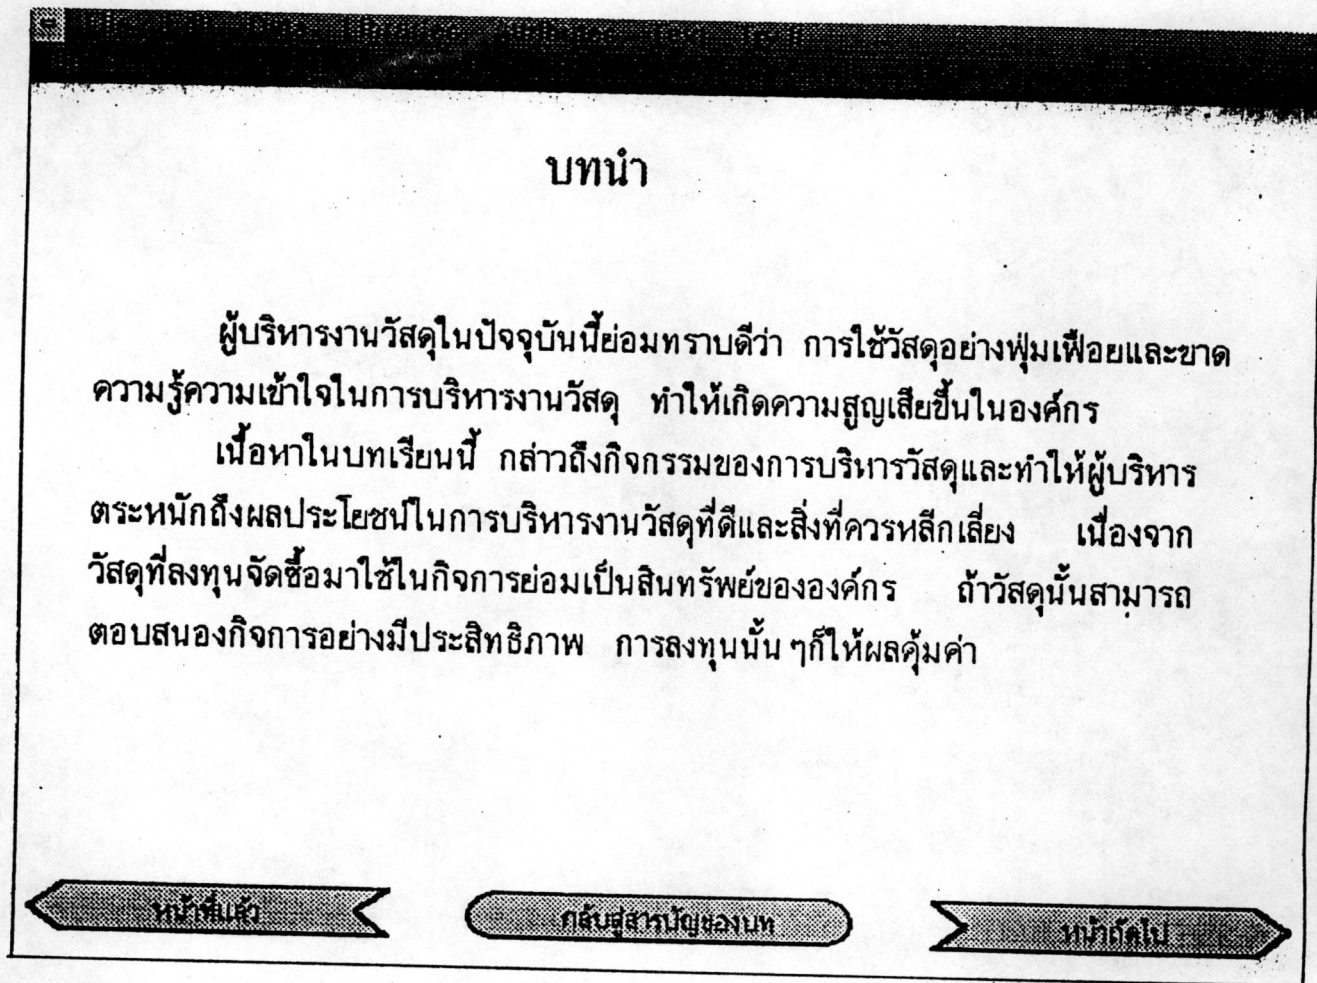 บทนำ
ผู้บริหารงานวัสดุในปัจจุบันนี้ย่อมทราบดีว่า การใช้วัสดุอย่างฟุ่มเฟือยและขาด
ความรู้ความเข้าใจในการบริหารงานวัสดุ ทำให้เกิดความสูญเสียขึ้นในองค์กร
เนื้อหาในบทเรียนนี้ กล่าวถึงกิจกรรมของการบริหารวัสดุและทำให้ผู้บริหาร
ตระหนักถึงผลประโยชน์ในการบริหารงานวัสดุที่ดีและสิ่งที่ควรหลีกเลี่ยง เนื่องจาก
วัสดุที่ลงทุนจัดซื้อมาใช้ในกิจการย่อมเป็นสินทรัพย์ขององค์กร ถ้าวัสดุนั้นสามารถ
ตอบสนองกิจการอย่างมีประสิทธิภาพ การลงทุนนั้น ๆก็ให้ผลคุ้มค่า
หน้าที่แล้ว
กลับสู่สารบัญของบท
หน้าถัดไป